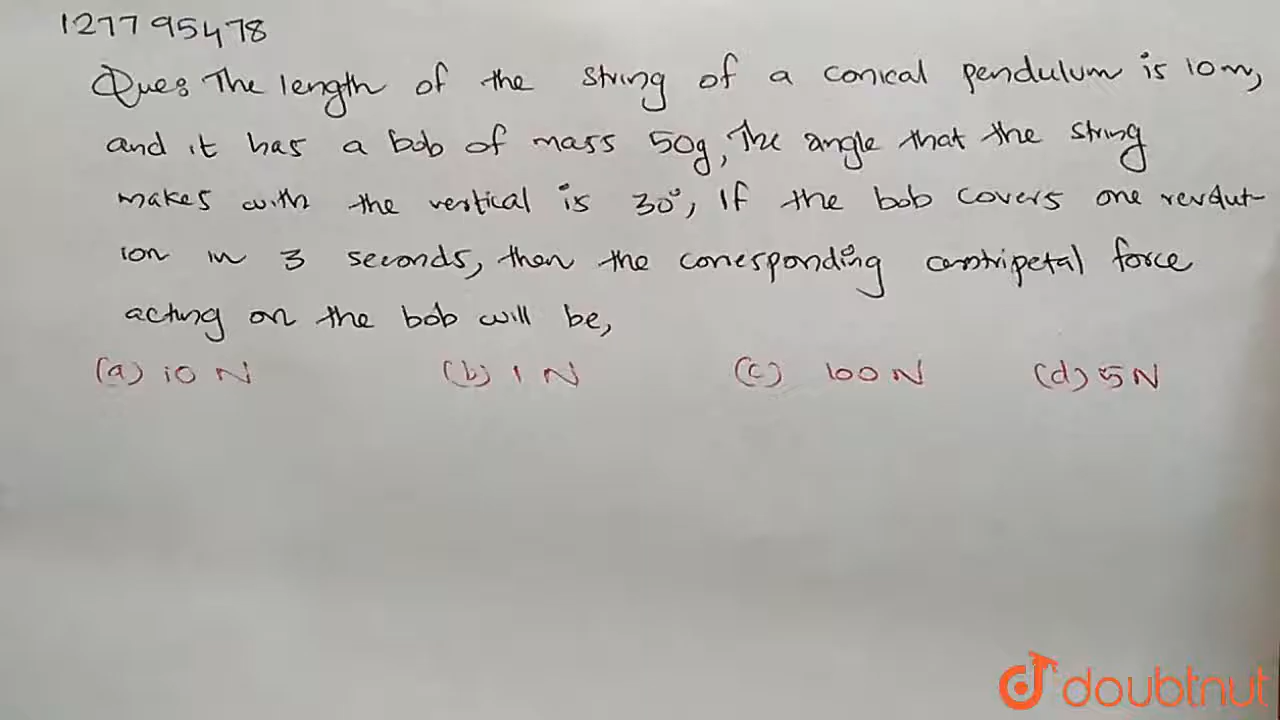 127795478
Ques The length of the string of a conical pendulum is 10m,
and it has a bob of mass 50g, The angle that the string
makes with the vertical is 30°, If the bob covers one revolut-
ion in 3 seconds, then the corresponding centripetal force
acting on the bob will be,
(a) 10 N (b) 1 N (c) 100 N (d) 5 N
doubtnut